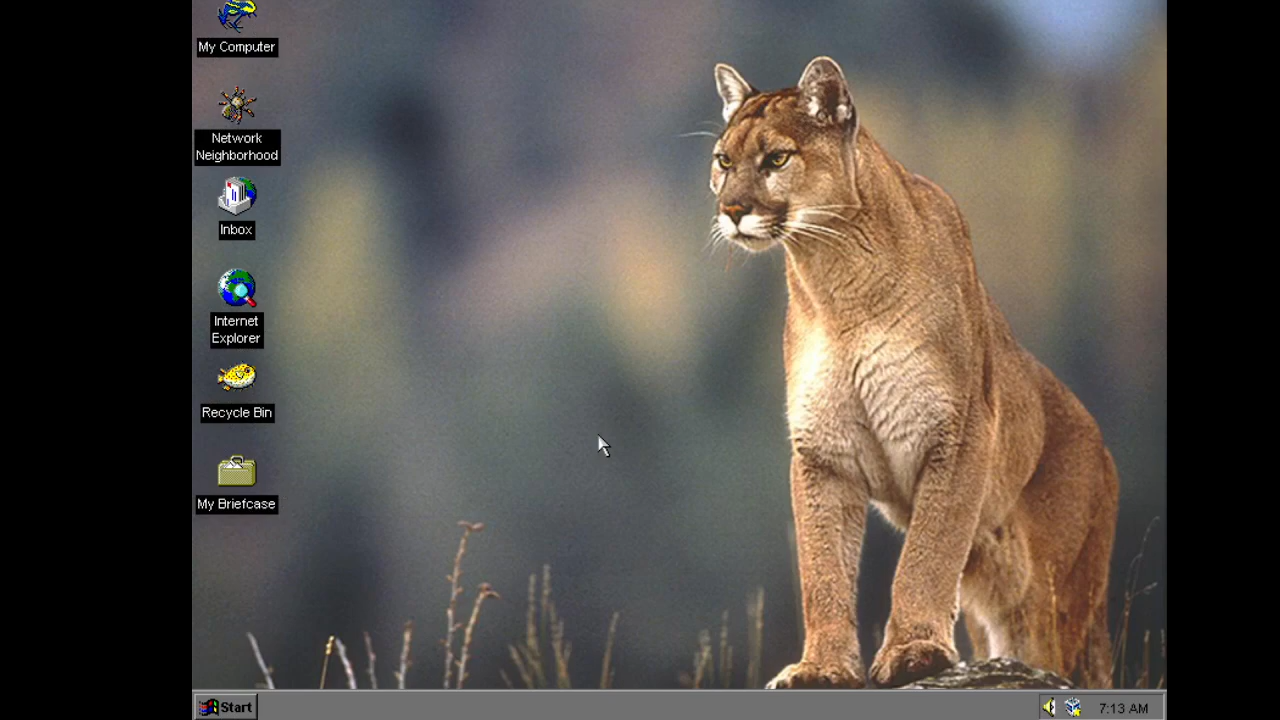 My Computer
Network
Neighborhood
Inbox
Internet
Explorer
Recycle Bin
My Briefcase
Start
7:13 AM